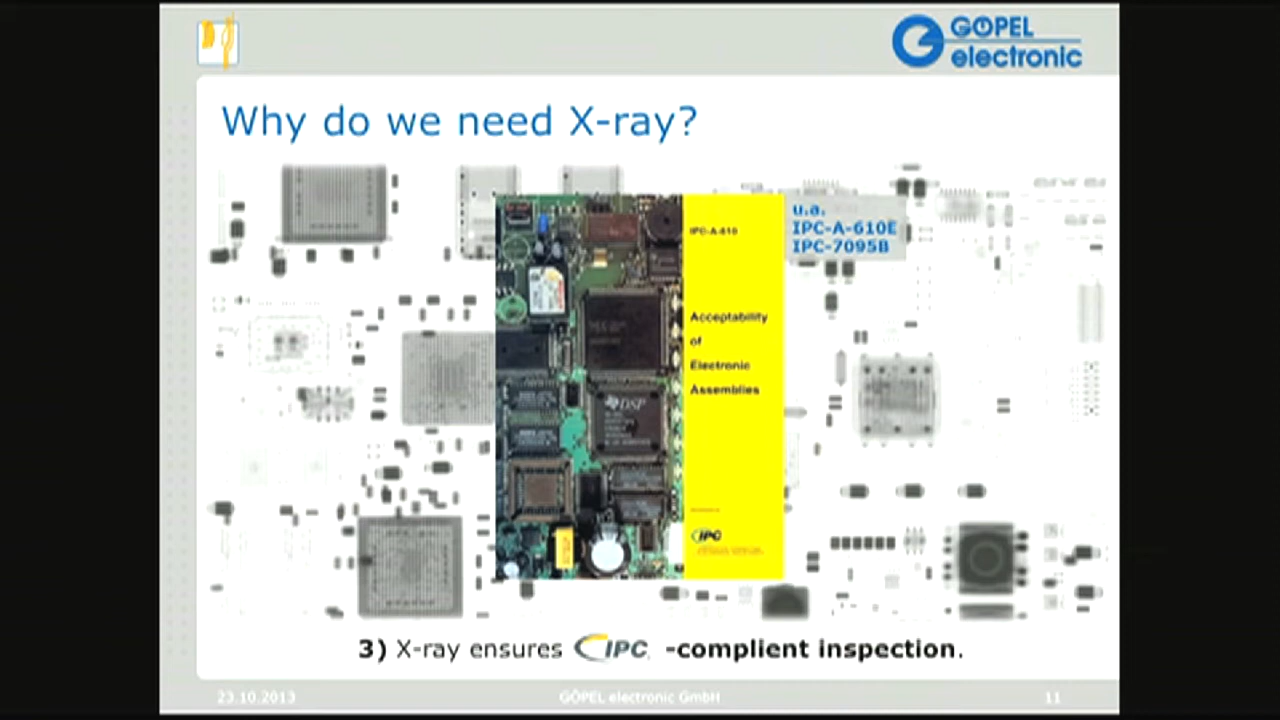 GÖPEL
electronic
Why do we need X-ray?
u.a.
IPC-A-610E
IPC-7095B
IPC-A-610
Acceptability
of
Electronic
Assemblies
DSP
IPC
3) X-ray ensures IPC -complient inspection.
23.10.2013
GÖPEL electronic GmbH
11